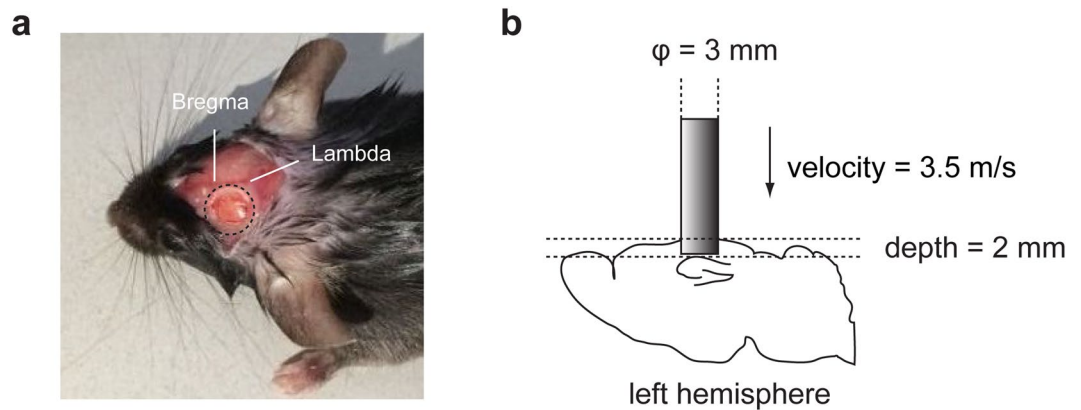 a
Bregma
Lambda
b
φ = 3 mm
velocity = 3.5 m/s
depth = 2 mm
left hemisphere